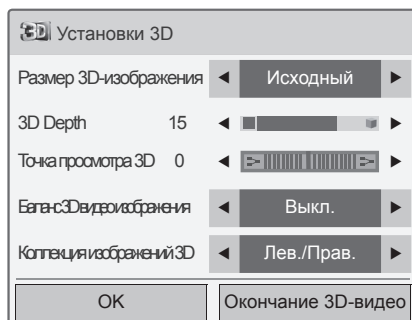 3D Установки 3D
Размер 3D-изображения Исходный
3D Depth 15
Точка просмотра 3D 0
Баланс 3D видеоизображения Выкл.
Коллекция изображений 3D Лев./Прав.
OK Окончание 3D-видео